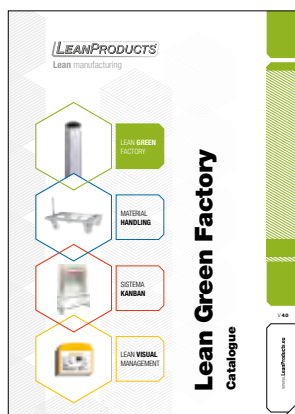 LEANPRODUCTS
Lean manufacturing
LEAN GREEN
FACTORY
MATERIAL
HANDLING
SISTEMA
KANBAN
LEAN VISUAL
MANAGEMENT
Lean Green Factory
Catalogue
V 40
www.LeanProducts.eu